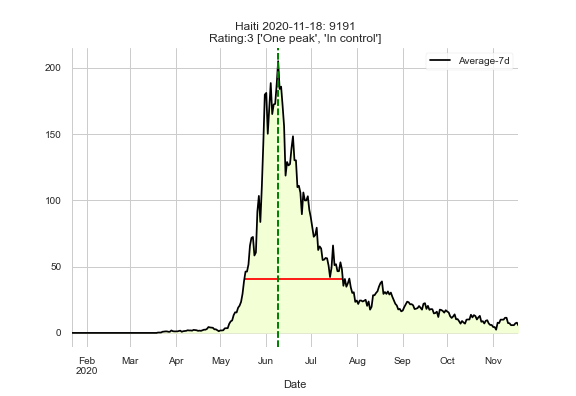 Haiti 2020-11-18: 9191
Rating:3 ['One peak', 'In control']
Average-7d
200
150
100
50
0
Feb Mar Apr May Jun Jul Aug Sep Oct Nov
2020
Date